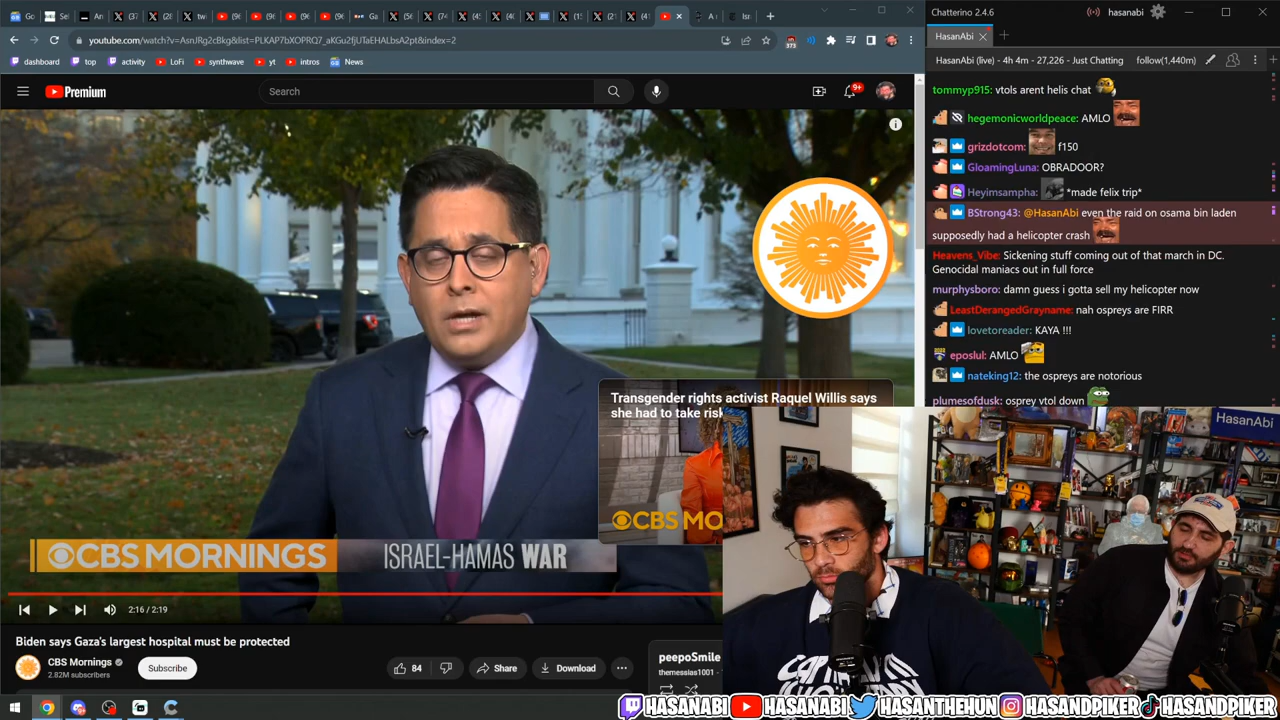 Chatterino 2.4.6
hasanabi
youtube.com/watch?v=AsnJRg2cBkg&list=PLKAP7bXOPRQ7_aKGu2fjUTaEHALbsA2pt&index=2
373
HasanAbi
dashboard
top
activity
LoFi
synthwave
yt
intros
News
HasanAbi (live) - 4h 4m - 27,226 - Just Chatting
follow(1,440m)
Premium
Search
9+
tommyp915: vtols arent helis chat
hegemonicworldpeace: AMLO
grizdotcom: f150
GloamingLuna: OBRADOOR?
Heyimsampha: *made felix trip*
BStrong43: @HasanAbi even the raid on osama bin laden
supposedly had a helicopter crash
Heavens_Vibe: Sickening stuff coming out of that march in DC.
Genocidal maniacs out in full force
murphysboro: damn guess i gotta sell my helicopter now
LeastDerangedGrayname: nah ospreys are FIRR
lovetoreader: KAYA !!!
eposlul: AMLO
nateking12: the ospreys are notorious
plumesofdusk: osprey vtol down
Transgender rights activist Raquel Willis says
she had to take risk
CBS MO
HasanAbi
CBS MORNINGS
ISRAEL-HAMAS WAR
2:16 / 2:19
Biden says Gaza's largest hospital must be protected
CBS Mornings
2.82M subscribers
Subscribe
84
Share
Download
peepoSmile
themessias1001
HASANABI
HASANABI
HASANTHEHUN
HASANDPIKER
HASANDPIKER